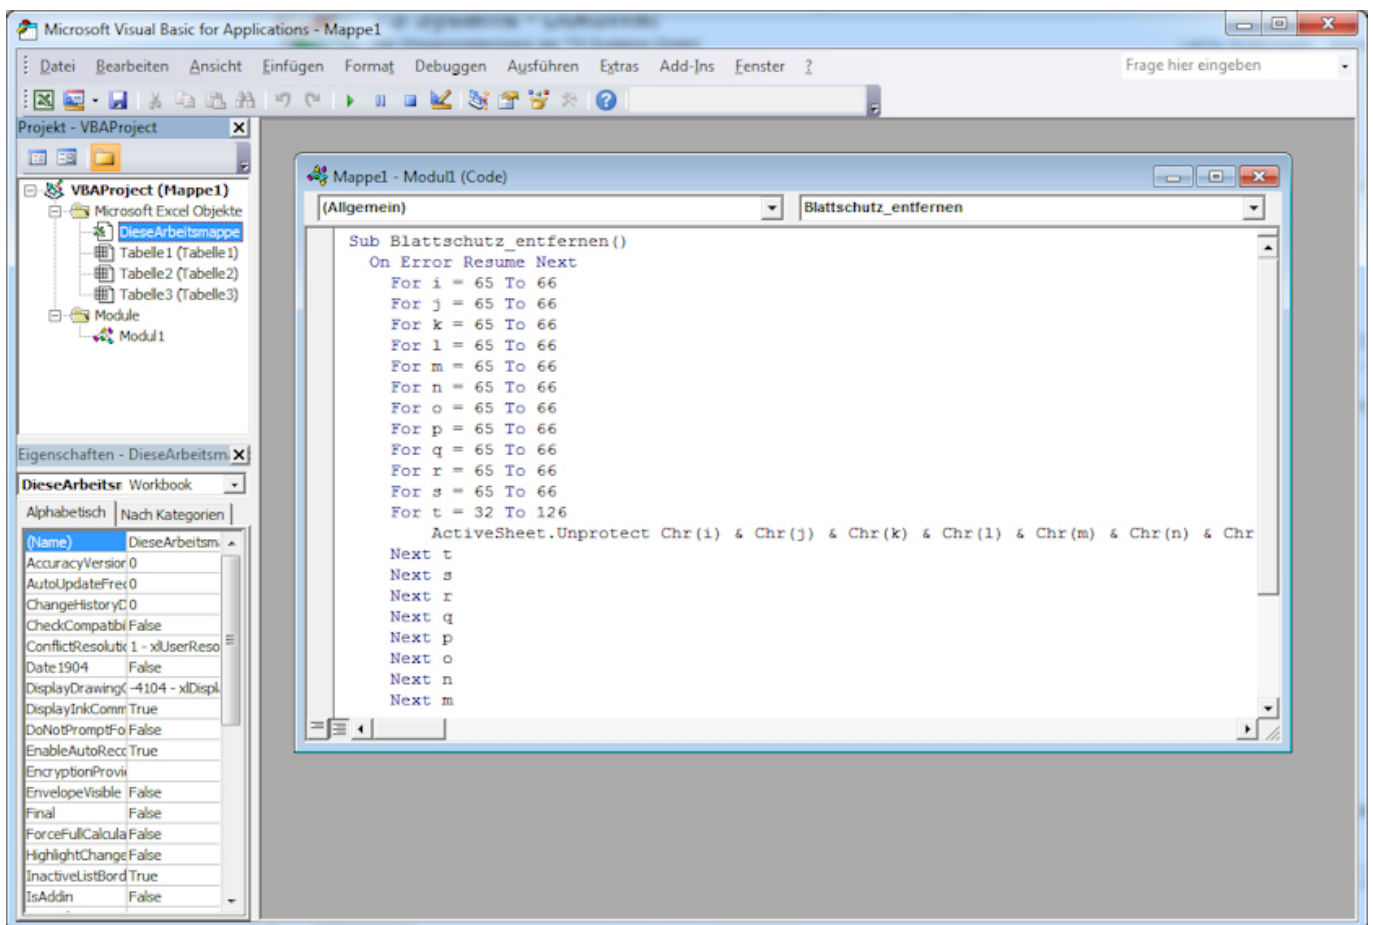 Microsoft Visual Basic for Applications - Mappe1
Datei Bearbeiten Ansicht Einfügen Format Debuggen Ausführen Extras Add-Ins Fenster ?
Frage hier eingeben
Projekt - VBAProject
VBAProject (Mappe1)
Microsoft Excel Objekte
DieseArbeitsmappe
Tabelle1 (Tabelle1)
Tabelle2 (Tabelle2)
Tabelle3 (Tabelle3)
Module
Modul1
Eigenschaften - DieseArbeitsm
DieseArbeitsr Workbook
Alphabetisch Nach Kategorien
(Name) DieseArbeitsm
AccuracyVersior 0
AutoUpdateFrec 0
ChangeHistoryD 0
CheckCompatibi False
ConflictResolutic 1 - xlUserReso
Date1904 False
DisplayDrawingC -4104 - xlDispl
DisplayInkComm True
DoNotPromptFo False
EnableAutoRecc True
EncryptionProvi
EnvelopeVisible False
Final False
ForceFullCalcula False
HighlightChange False
InactiveListBord True
IsAddin False
Mappe1 - Modul1 (Code)
(Allgemein) Blattschutz_entfernen
Sub Blattschutz_entfernen()
On Error Resume Next
For i = 65 To 66
For j = 65 To 66
For k = 65 To 66
For l = 65 To 66
For m = 65 To 66
For n = 65 To 66
For o = 65 To 66
For p = 65 To 66
For q = 65 To 66
For r = 65 To 66
For s = 65 To 66
For t = 32 To 126
ActiveSheet.Unprotect Chr(i) & Chr(j) & Chr(k) & Chr(l) & Chr(m) & Chr(n) & Chr
Next t
Next s
Next r
Next q
Next p
Next o
Next n
Next m